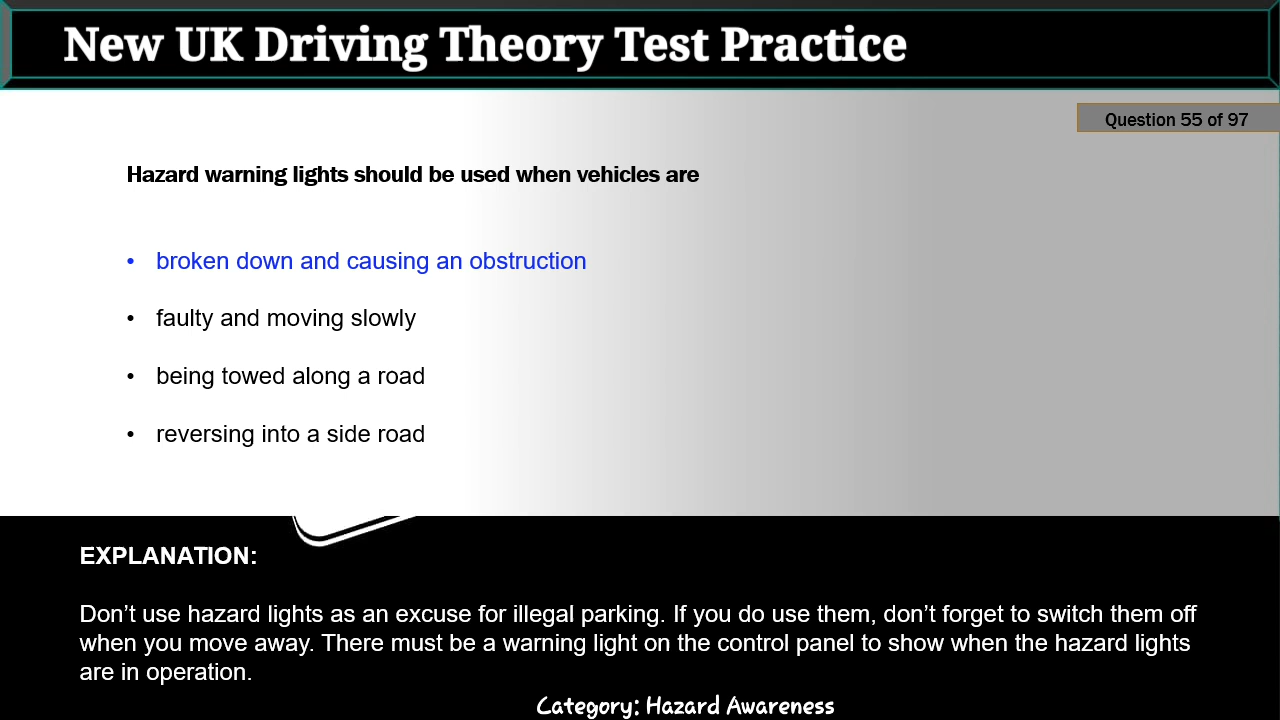 New UK Driving Theory Test Practice
Question 55 of 97
Hazard warning lights should be used when vehicles are
• broken down and causing an obstruction
• faulty and moving slowly
• being towed along a road
• reversing into a side road
EXPLANATION:
Don’t use hazard lights as an excuse for illegal parking. If you do use them, don’t forget to switch them off
when you move away. There must be a warning light on the control panel to show when the hazard lights
are in operation.
Category: Hazard Awareness